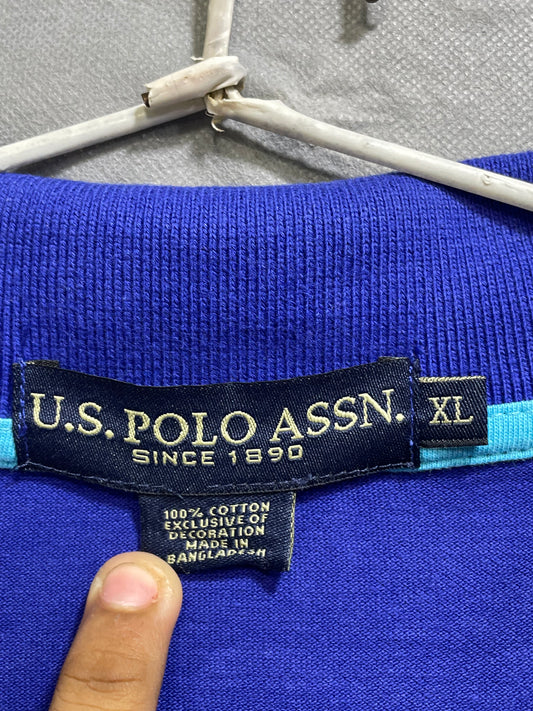 U.S. POLO ASSN.
SINCE 1890
XL
100% COTTON
EXCLUSIVE OF
DECORATION
MADE IN
BANGLADESH